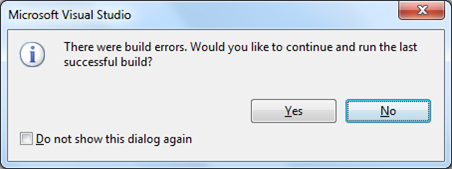 Microsoft Visual Studio
There were build errors. Would you like to continue and run the last
successful build?
Yes
No
Do not show this dialog again